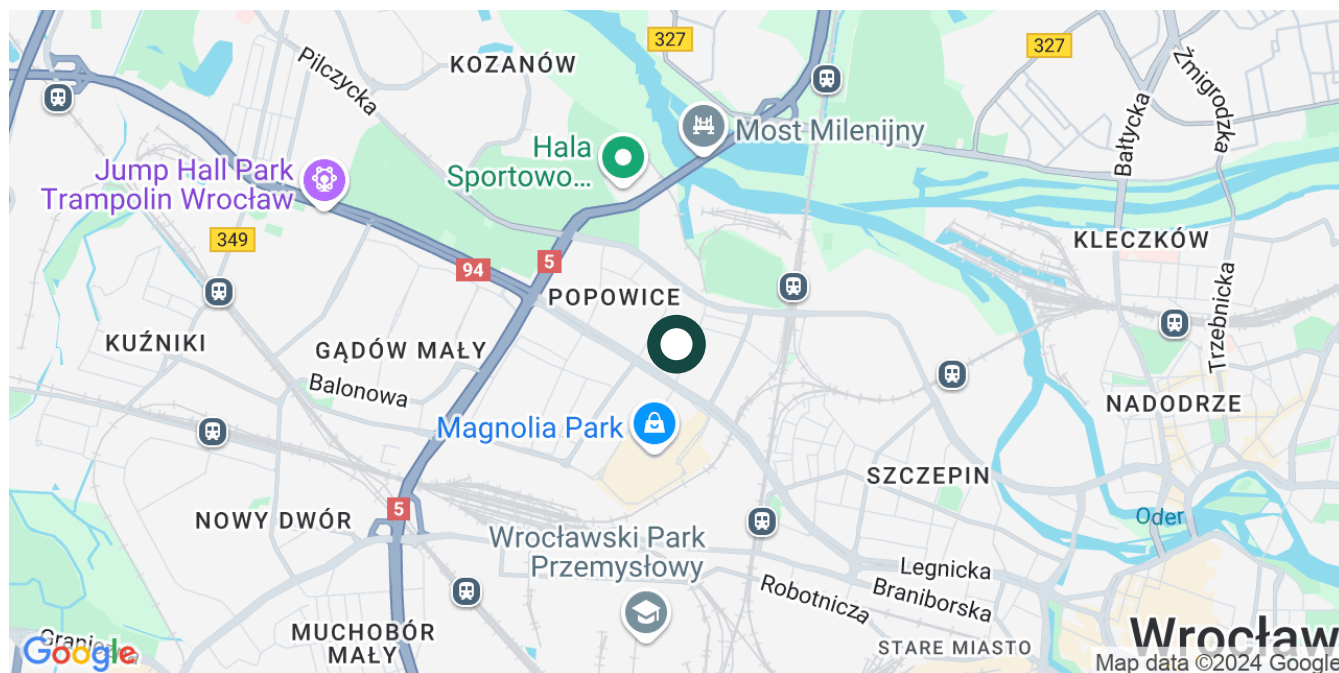 327
327
KOZANÓW
Pilczycka
Żmigrodzka
Bałtycka
Most Milenijny
Hala
Sportowo
...
Jump Hall Park
Trampolin Wrocław
349
94
5
KLECZKÓW
POPOWICE
Trzebnicka
KUŹNIKI
GĄDÓW MAŁY
Balonowa
NADODRZE
Magnolia Park
SZCZEPIN
5
NOWY DWÓR
Oder
Wrocławski Park
Przemysłowy
Legnicka
Braniborska
Robotnicza
MUCHOBÓR
MAŁY
STARE MIASTO
Wrocław
Google
Map data ©2024 Google